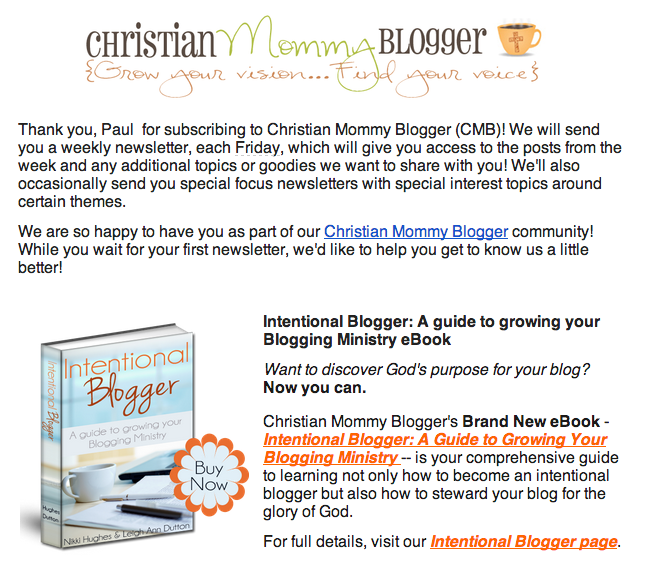 CHRISTIAN Mommy BLOGGER
{Grow your vision... Find your voice}
Thank you, Paul  for subscribing to Christian Mommy Blogger (CMB)! We will send
you a weekly newsletter, each Friday, which will give you access to the posts from the
week and any additional topics or goodies we want to share with you! We'll also
occasionally send you special focus newsletters with special interest topics around
certain themes.
We are so happy to have you as part of our Christian Mommy Blogger community!
While you wait for your first newsletter, we'd like to help you get to know us a little
better!
Intentional
Blogger
A guide to growing your
Blogging Ministry
Nikki Hughes & Leigh Ann Dutton
Intentional Blogger
Hughes
Dutton
Buy
Now
Intentional Blogger: A guide to growing your
Blogging Ministry eBook
Want to discover God's purpose for your blog?
Now you can.
Christian Mommy Blogger's Brand New eBook -
Intentional Blogger: A Guide to Growing Your
Blogging Ministry -- is your comprehensive guide
to learning not only how to become an intentional
blogger but also how to steward your blog for the
glory of God.
For full details, visit our Intentional Blogger page.